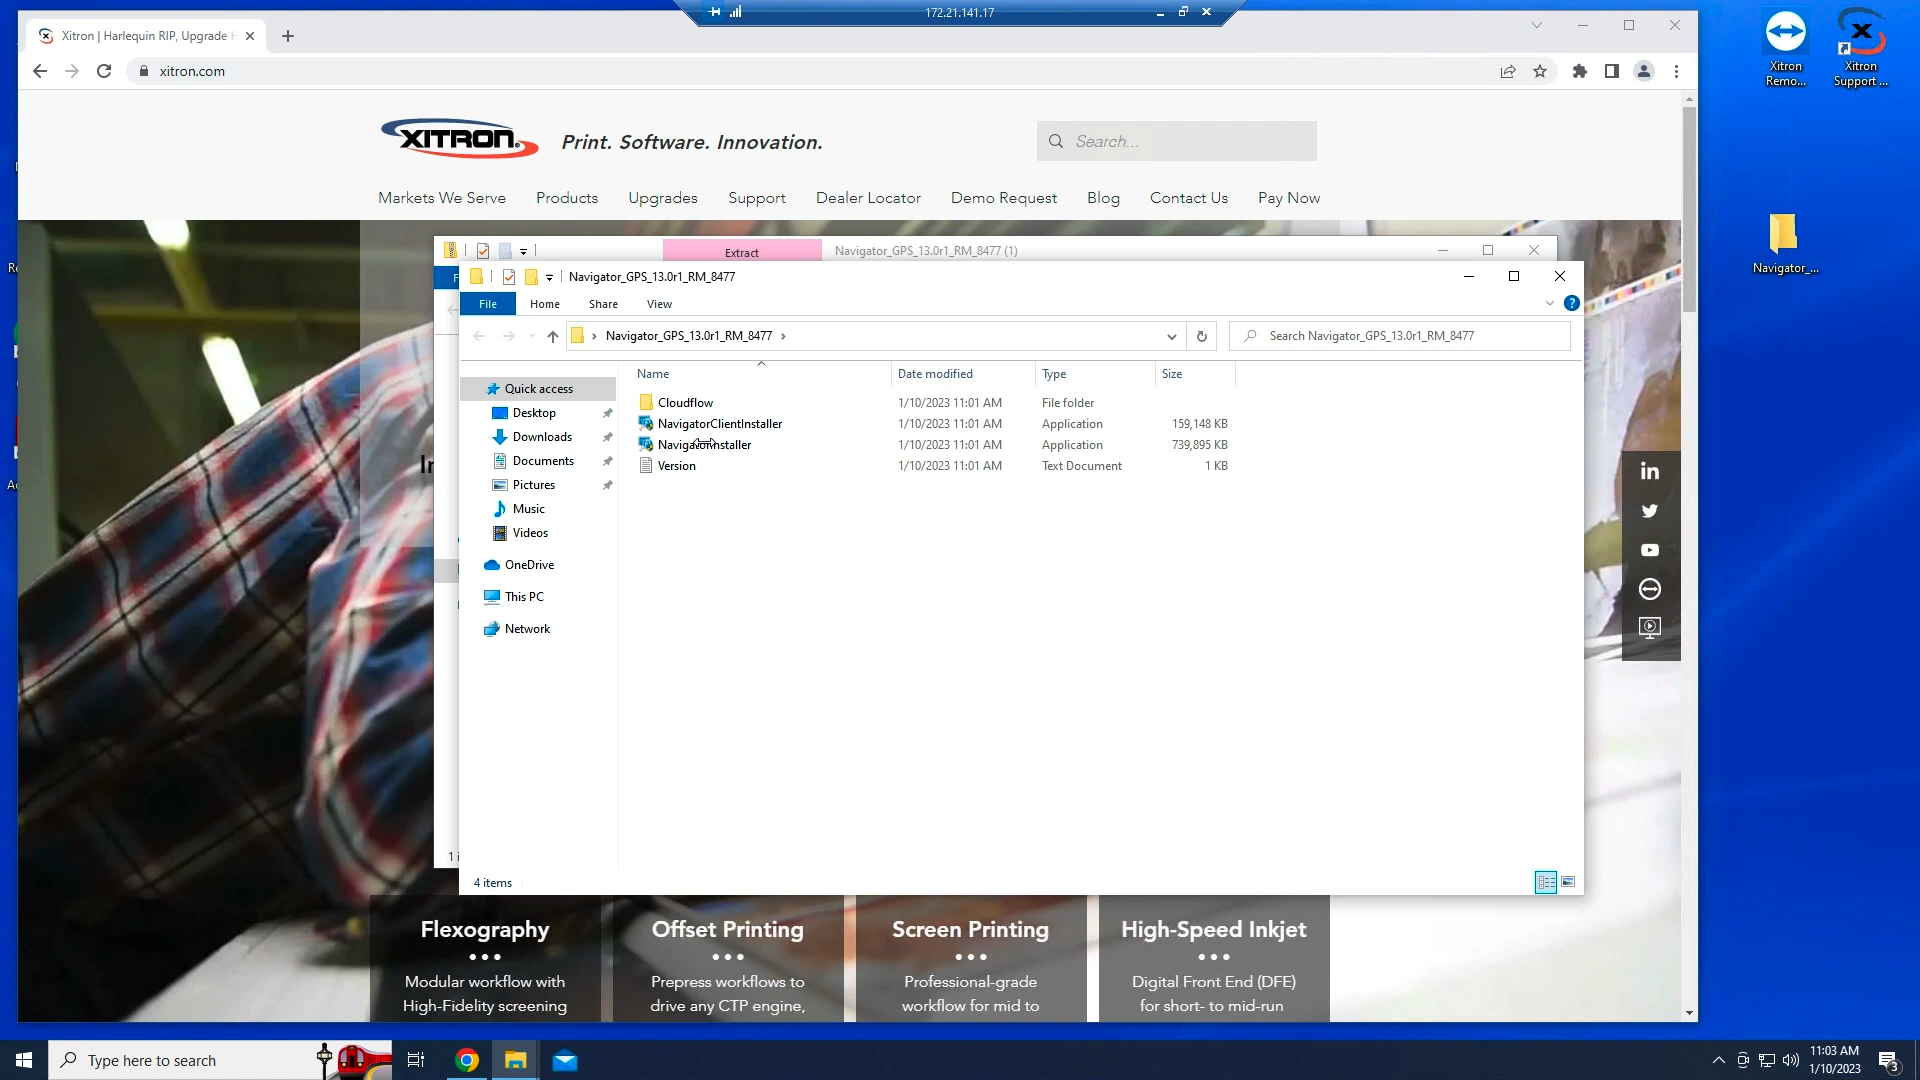 172.21.141.17
Xitron | Harlequin RIP, Upgrade
xitron.com
Xitron
Remo...
Xitron
Support ...
Navigator_...
XITRON
Print. Software. Innovation.
Search...
Markets We Serve
Products
Upgrades
Support
Dealer Locator
Demo Request
Blog
Contact Us
Pay Now
Extract
Navigator_GPS_13.0r1_RM_8477 (1)
Navigator_GPS_13.0r1_RM_8477
File
Home
Share
View
Navigator_GPS_13.0r1_RM_8477
Search Navigator_GPS_13.0r1_RM_8477
Quick access
Desktop
Downloads
Documents
Pictures
Music
Videos
OneDrive
This PC
Network
Name Date modified Type Size
Cloudflow 1/10/2023 11:01 AM File folder
NavigatorClientInstaller 1/10/2023 11:01 AM Application 159,148 KB
NavigatorInstaller 1/10/2023 11:01 AM Application 739,895 KB
Version 1/10/2023 11:01 AM Text Document 1 KB
4 items
Flexography
Modular workflow with
High-Fidelity screening
Offset Printing
Prepress workflows to
drive any CTP engine,
Screen Printing
Professional-grade
workflow for mid to
High-Speed Inkjet
Digital Front End (DFE)
for short- to mid-run
Type here to search
11:03 AM
1/10/2023
3